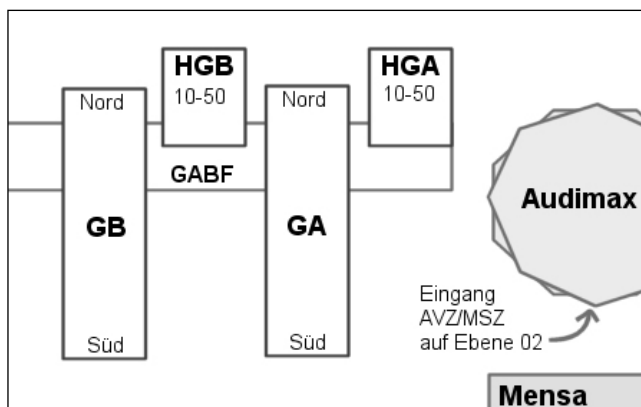 HGB
10-50
HGA
10-50
Nord
Nord
GABF
Audimax
GB
GA
Eingang
AVZ/MSZ
auf Ebene 02
Süd
Süd
Mensa